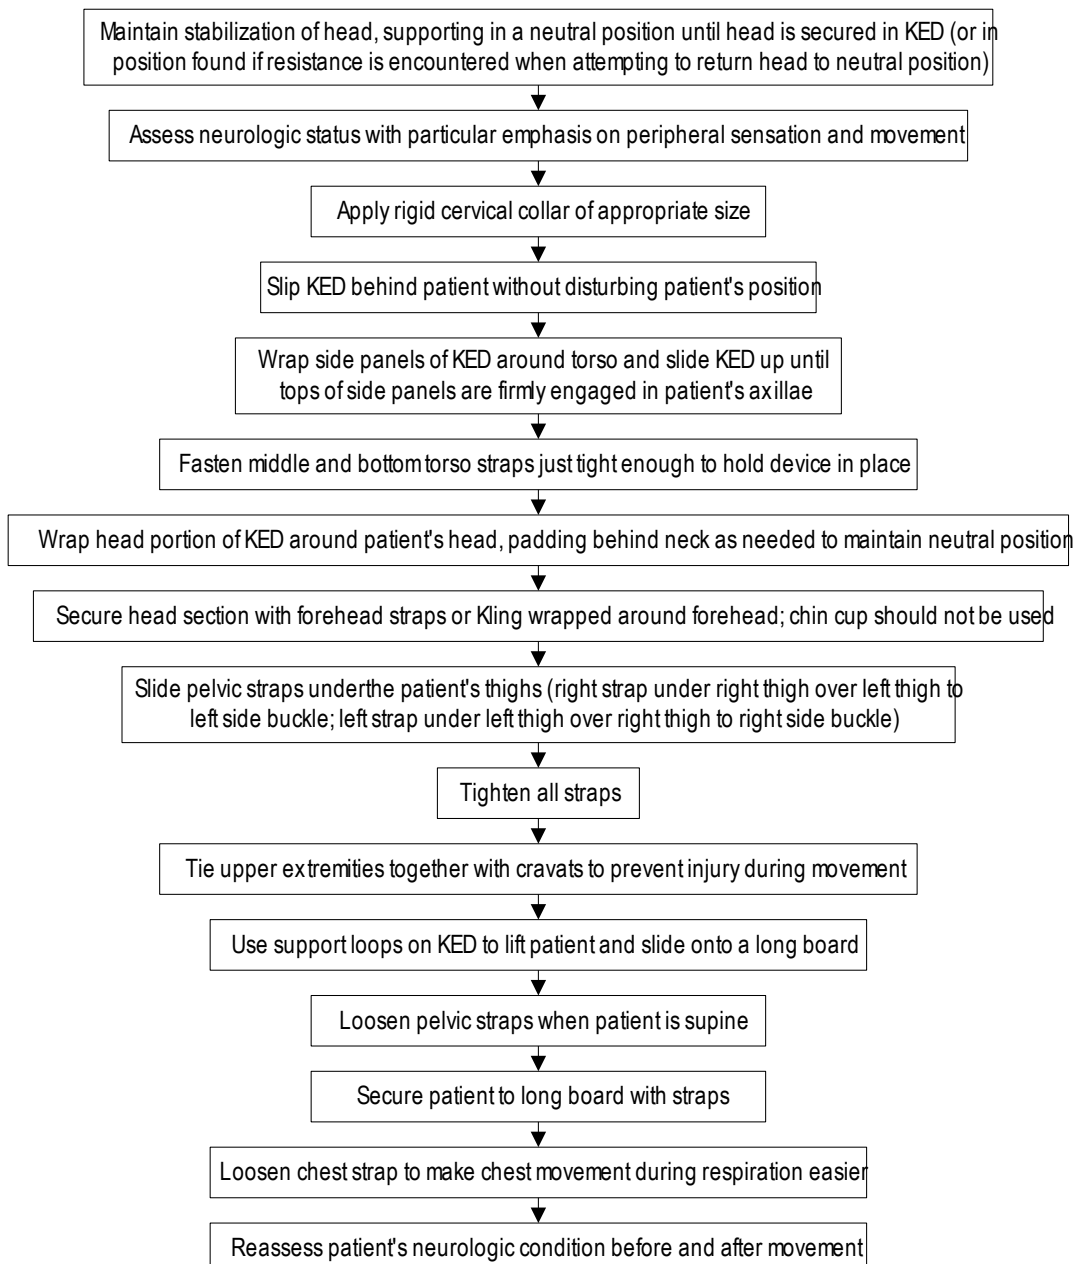 Maintain stabilization of head, supporting in a neutral position until head is secured in KED (or in
position found if resistance is encountered when attempting to return head to neutral position)
Assess neurologic status with particular emphasis on peripheral sensation and movement
Apply rigid cervical collar of appropriate size
Slip KED behind patient without disturbing patient's position
Wrap side panels of KED around torso and slide KED up until
tops of side panels are firmly engaged in patient's axillae
Fasten middle and bottom torso straps just tight enough to hold device in place
Wrap head portion of KED around patient's head, padding behind neck as needed to maintain neutral position
Secure head section with forehead straps or Kling wrapped around forehead; chin cup should not be used
Slide pelvic straps underthe patient's thighs (right strap under right thigh over left thigh to
left side buckle; left strap under left thigh over right thigh to right side buckle)
Tighten all straps
Tie upper extremities together with cravats to prevent injury during movement
Use support loops on KED to lift patient and slide onto a long board
Loosen pelvic straps when patient is supine
Secure patient to long board with straps
Loosen chest strap to make chest movement during respiration easier
Reassess patient's neurologic condition before and after movement